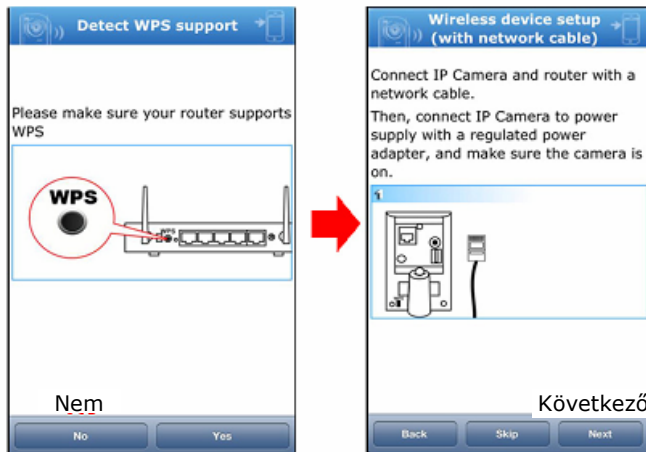 Detect WPS support
Please make sure your router supports
WPS
WPS
WPS
Nem
No
Yes
Wireless device setup
(with network cable)
Connect IP Camera and router with a
network cable.
Then, connect IP Camera to power
supply with a regulated power
adapter, and make sure the camera is
on.
1
Következő
Back
Skip
Next